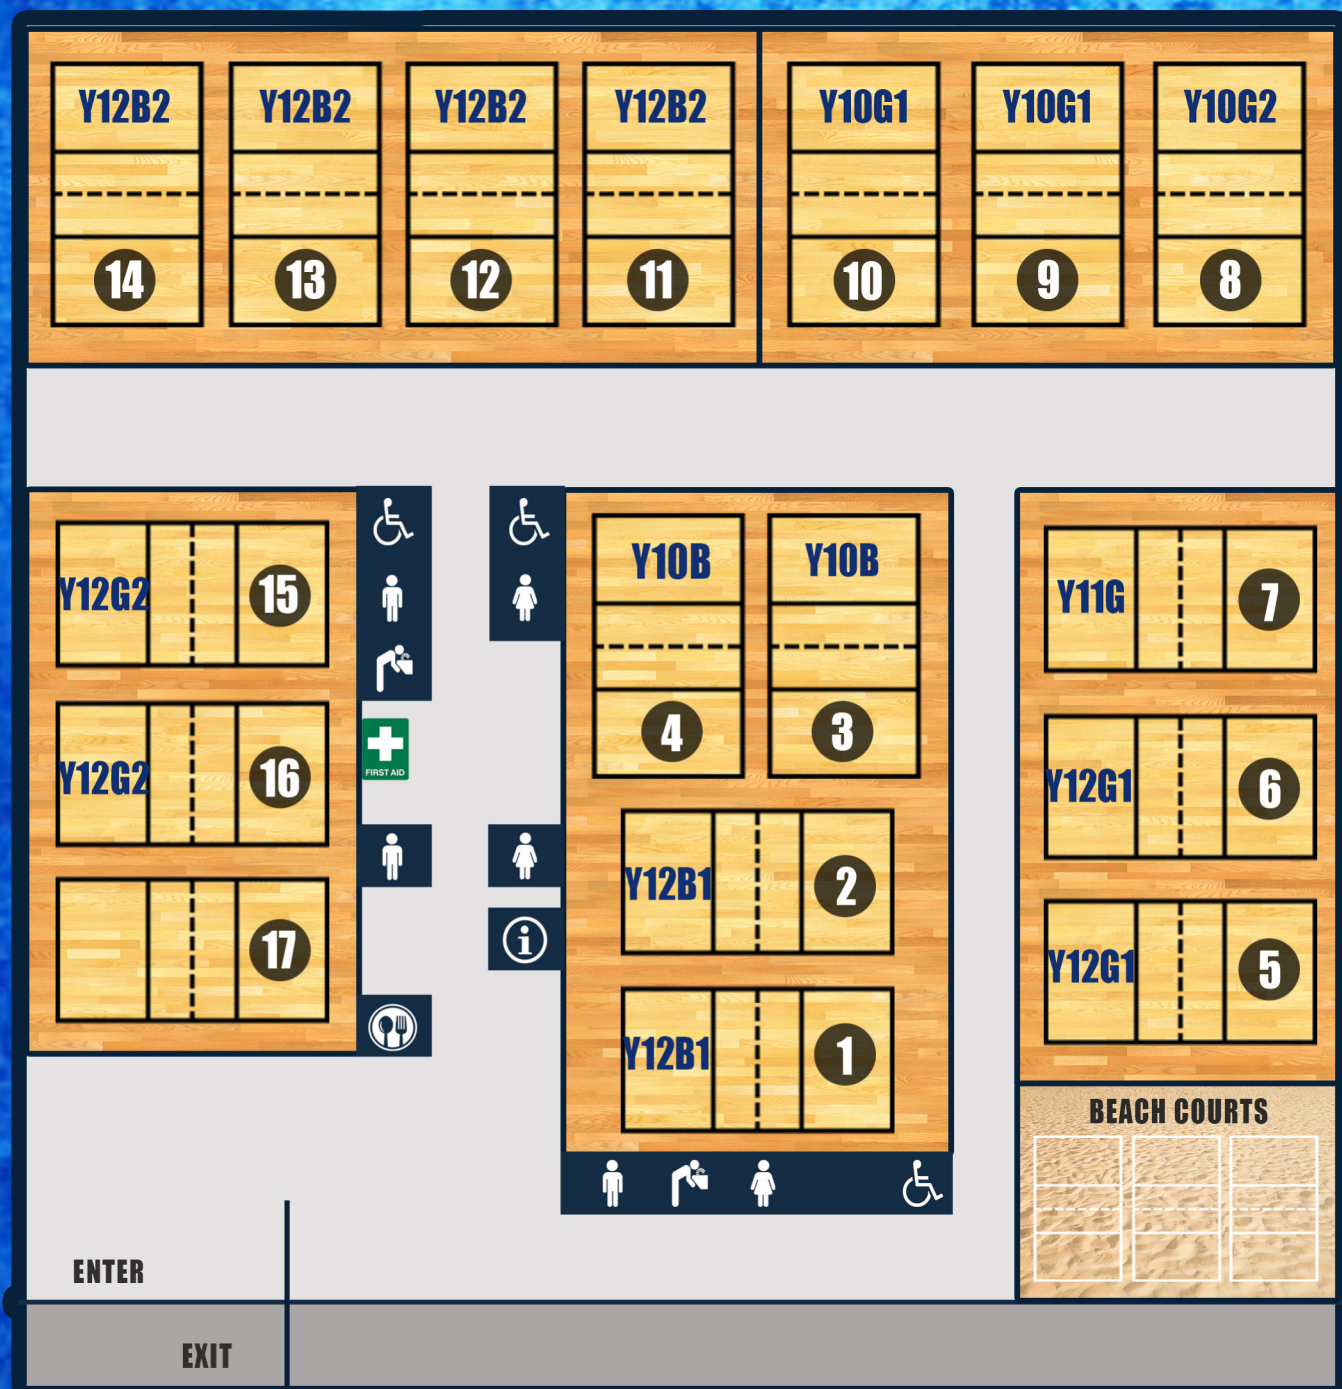 Y12B2 Y12B2 Y12B2 Y12B2 Y10G1 Y10G1 Y10G2
14 13 12 11 10 9 8
Y12G2 15
Y12G2 16
17
FIRST AID
Y10B Y10B
4 3
Y12B1 2
Y12B1 1
Y11G 7
Y12G1 6
Y12G1 5
BEACH COURTS
ENTER
EXIT